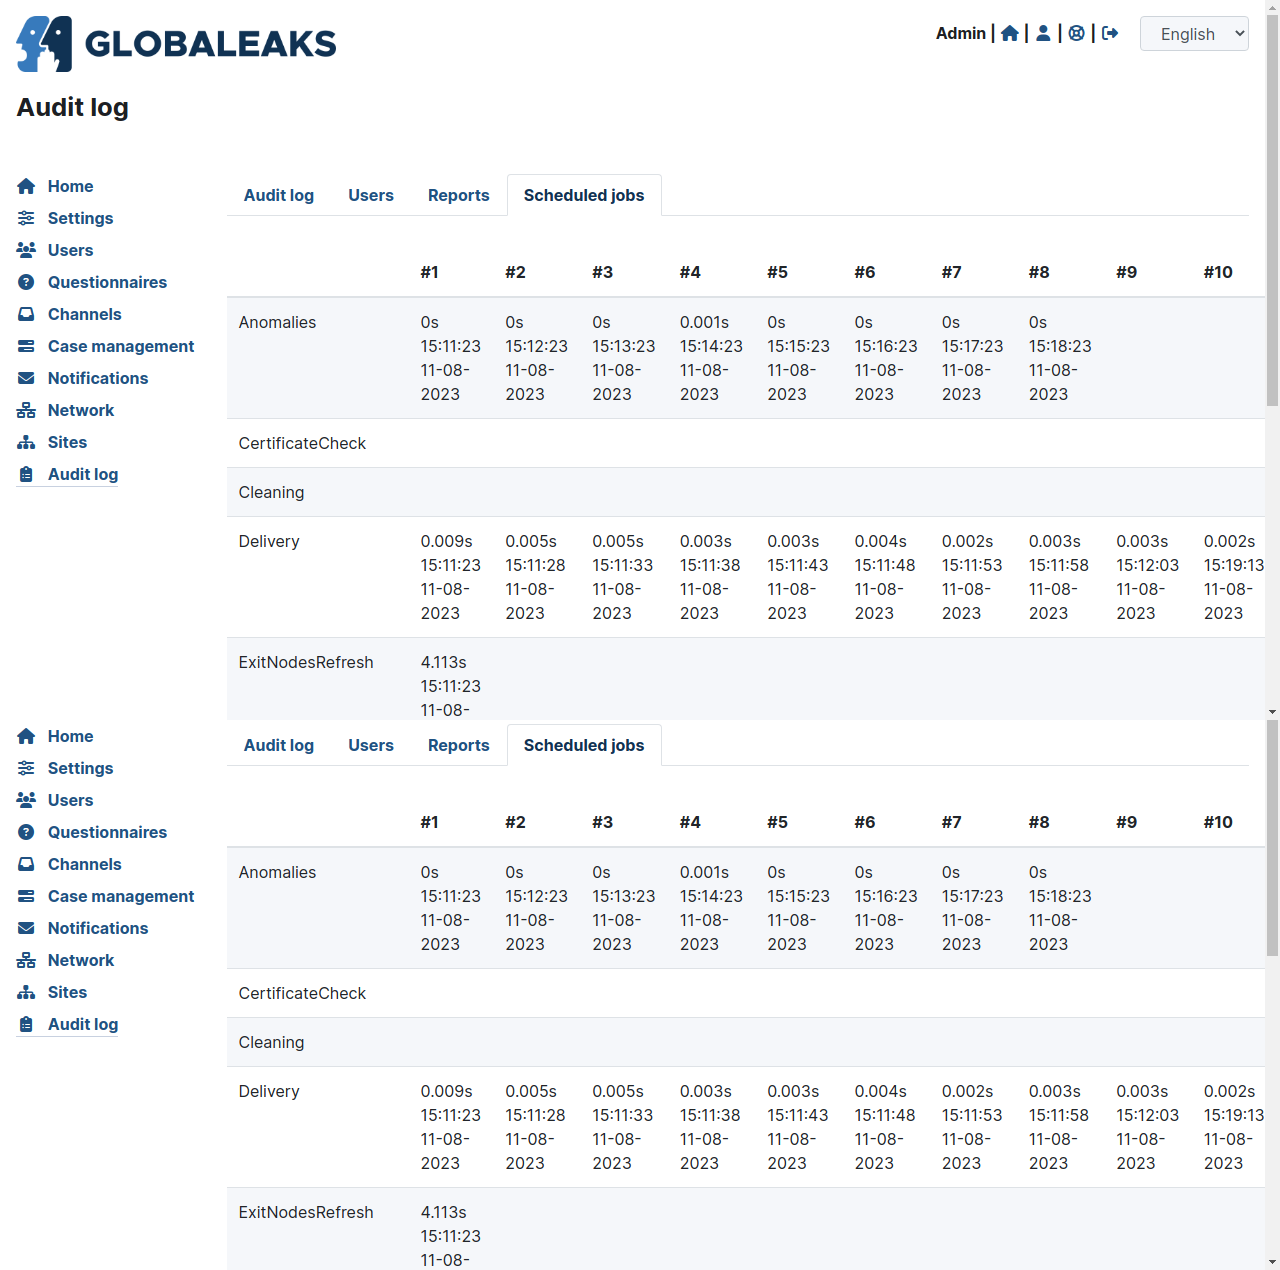 GLOBALEAKS
Admin | | | |
English
Audit log
Home
Settings
Users
Questionnaires
Channels
Case management
Notifications
Network
Sites
Audit log
Audit log Users Reports Scheduled jobs
#1 #2 #3 #4 #5 #6 #7 #8 #9 #10
Anomalies 0s 0s 0s 0.001s 0s 0s 0s 0s
15:11:23 15:12:23 15:13:23 15:14:23 15:15:23 15:16:23 15:17:23 15:18:23
11-08- 11-08- 11-08- 11-08- 11-08- 11-08- 11-08- 11-08-
2023 2023 2023 2023 2023 2023 2023 2023
CertificateCheck
Cleaning
Delivery 0.009s 0.005s 0.005s 0.003s 0.003s 0.004s 0.002s 0.003s 0.003s 0.002s
15:11:23 15:11:28 15:11:33 15:11:38 15:11:43 15:11:48 15:11:53 15:11:58 15:12:03 15:19:13
11-08- 11-08- 11-08- 11-08- 11-08- 11-08- 11-08- 11-08- 11-08- 11-08-
2023 2023 2023 2023 2023 2023 2023 2023 2023 2023
ExitNodesRefresh 4.113s
15:11:23
11-08-
Home
Settings
Users
Questionnaires
Channels
Case management
Notifications
Network
Sites
Audit log
Audit log Users Reports Scheduled jobs
#1 #2 #3 #4 #5 #6 #7 #8 #9 #10
Anomalies 0s 0s 0s 0.001s 0s 0s 0s 0s
15:11:23 15:12:23 15:13:23 15:14:23 15:15:23 15:16:23 15:17:23 15:18:23
11-08- 11-08- 11-08- 11-08- 11-08- 11-08- 11-08- 11-08-
2023 2023 2023 2023 2023 2023 2023 2023
CertificateCheck
Cleaning
Delivery 0.009s 0.005s 0.005s 0.003s 0.003s 0.004s 0.002s 0.003s 0.003s 0.002s
15:11:23 15:11:28 15:11:33 15:11:38 15:11:43 15:11:48 15:11:53 15:11:58 15:12:03 15:19:13
11-08- 11-08- 11-08- 11-08- 11-08- 11-08- 11-08- 11-08- 11-08- 11-08-
2023 2023 2023 2023 2023 2023 2023 2023 2023 2023
ExitNodesRefresh 4.113s
15:11:23
11-08-